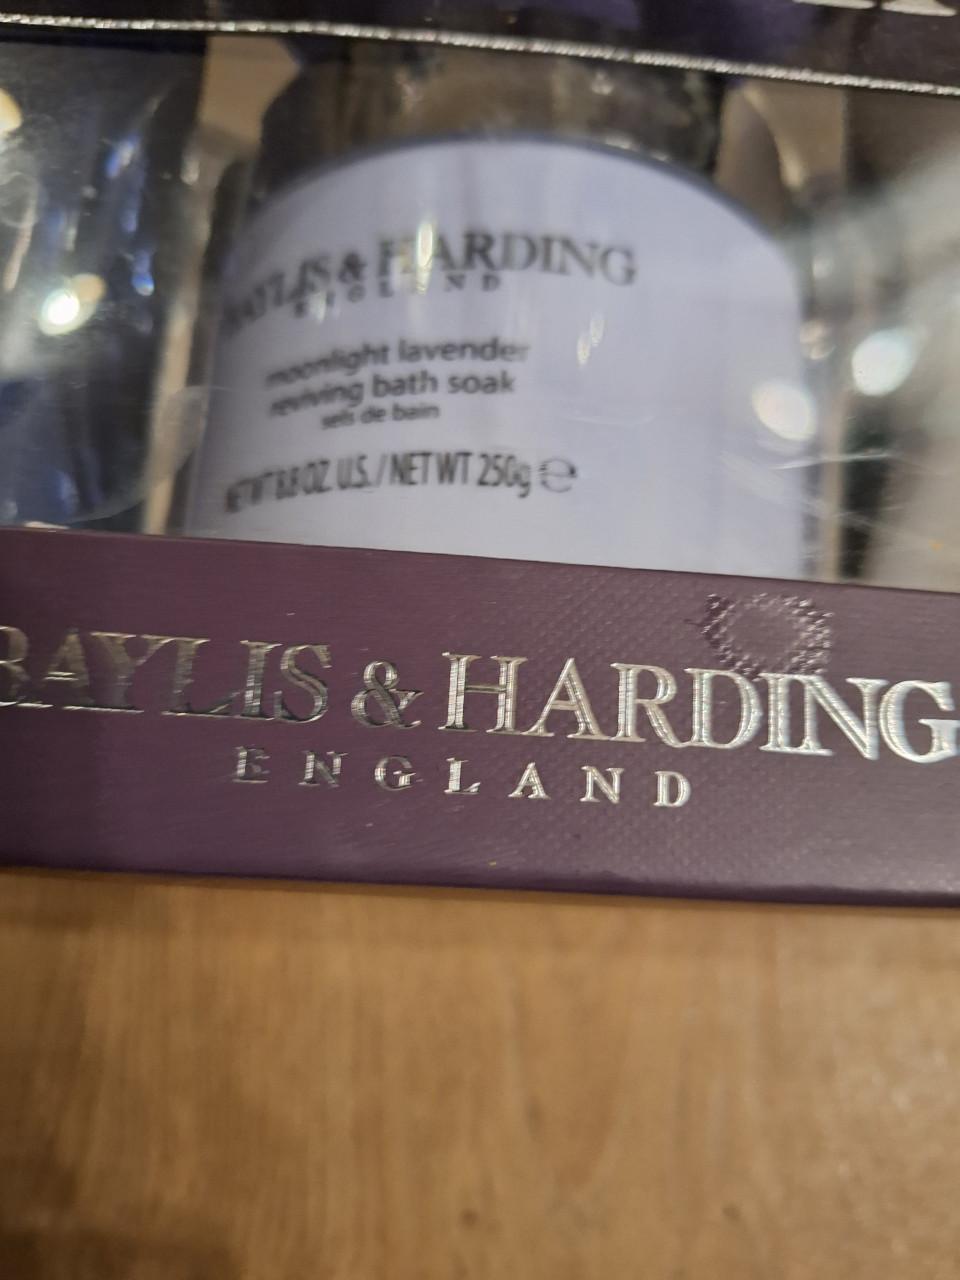 BAYLIS & HARDING
ENGLAND
moonlight lavender
reviving bath soak
sels de bain
NET WT 8.8 OZ. U.S. / NET WT 250g ℮
BAYLIS & HARDING
ENGLAND